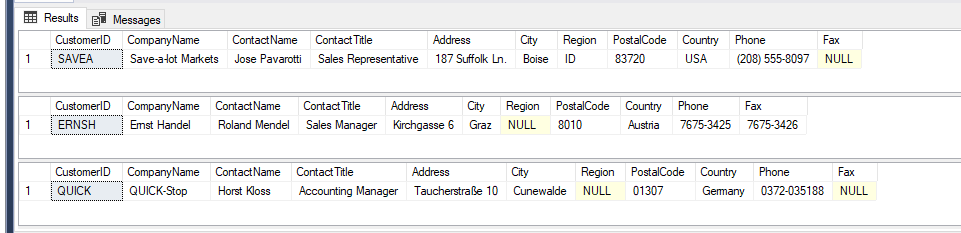 Results Messages
CustomerID CompanyName ContactName ContactTitle Address City Region PostalCode Country Phone Fax
1 SAVEA Save-a-lot Markets Jose Pavarotti Sales Representative 187 Suffolk Ln. Boise ID 83720 USA (208) 555-8097 NULL
CustomerID CompanyName ContactName ContactTitle Address City Region PostalCode Country Phone Fax
1 ERNSH Ernst Handel Roland Mendel Sales Manager Kirchgasse 6 Graz NULL 8010 Austria 7675-3425 7675-3426
CustomerID CompanyName ContactName ContactTitle Address City Region PostalCode Country Phone Fax
1 QUICK QUICK-Stop Horst Kloss Accounting Manager Taucherstraße 10 Cunewalde NULL 01307 Germany 0372-035188 NULL